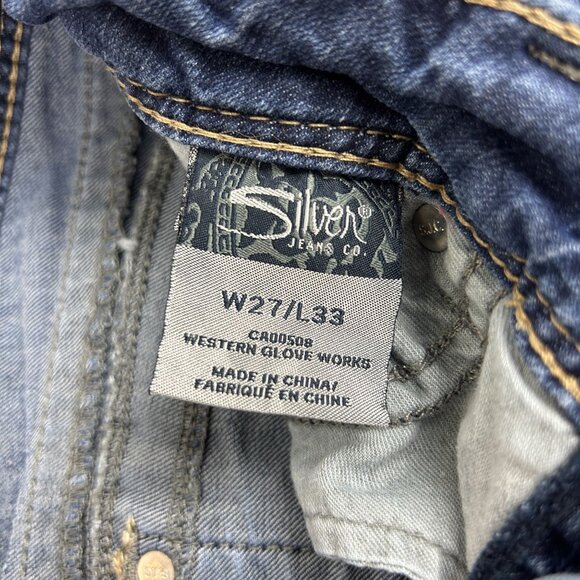 Silver®
JEANS CO.
W27/L33
CA00508
WESTERN GLOVE WORKS
MADE IN CHINA/
FABRIQUÉ EN CHINE
S.J.C.